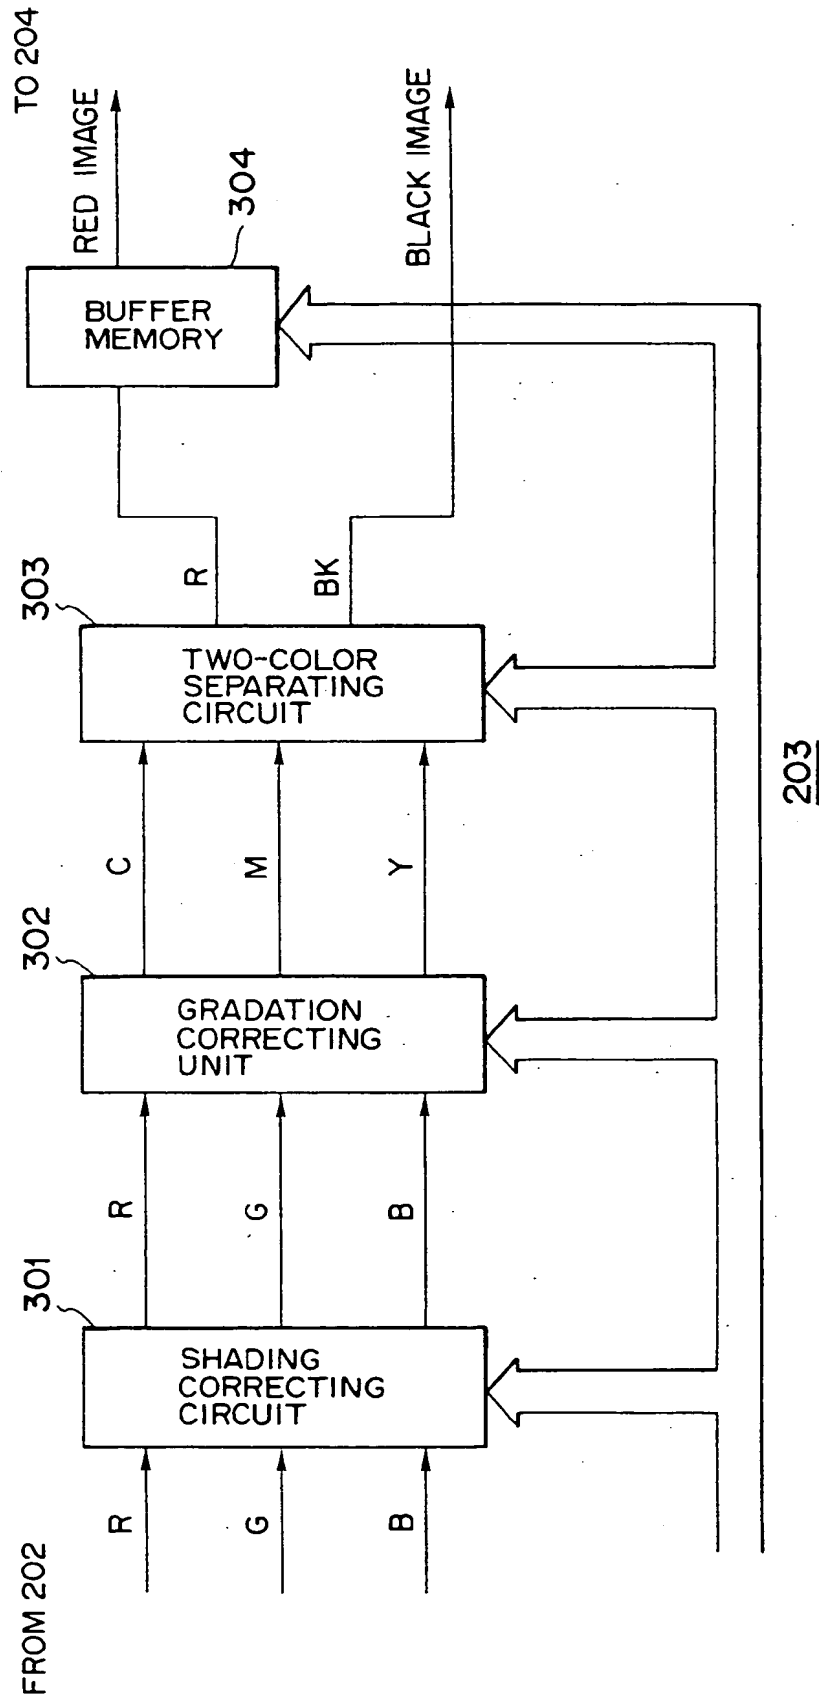 FROM 202
R
G
B
301
SHADING
CORRECTING
CIRCUIT
R
G
B
302
GRADATION
CORRECTING
UNIT
C
M
Y
303
TWO-COLOR
SEPARATING
CIRCUIT
R
BK
BUFFER
MEMORY
304
RED IMAGE
BLACK IMAGE
TO 204
203